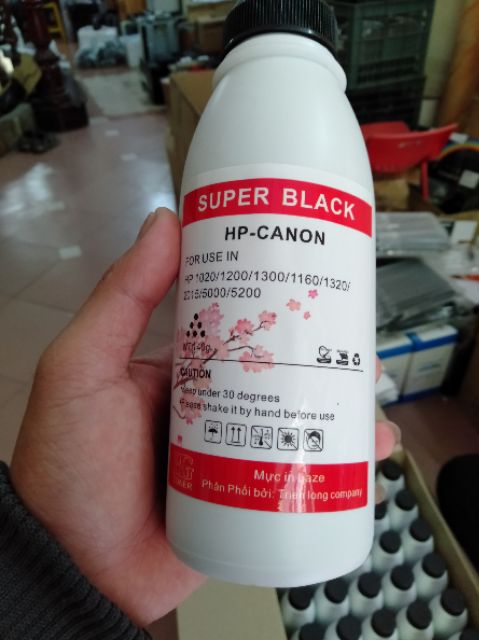 SUPER BLACK
HP-CANON
FOR USE IN
HP 1020/1200/1300/1160/1320/
2015/5000/5200
CAUTION
Keep under 30 degrees
Please shake it by hand before use
Mực in Laze
Phân Phối bởi: Trien long company